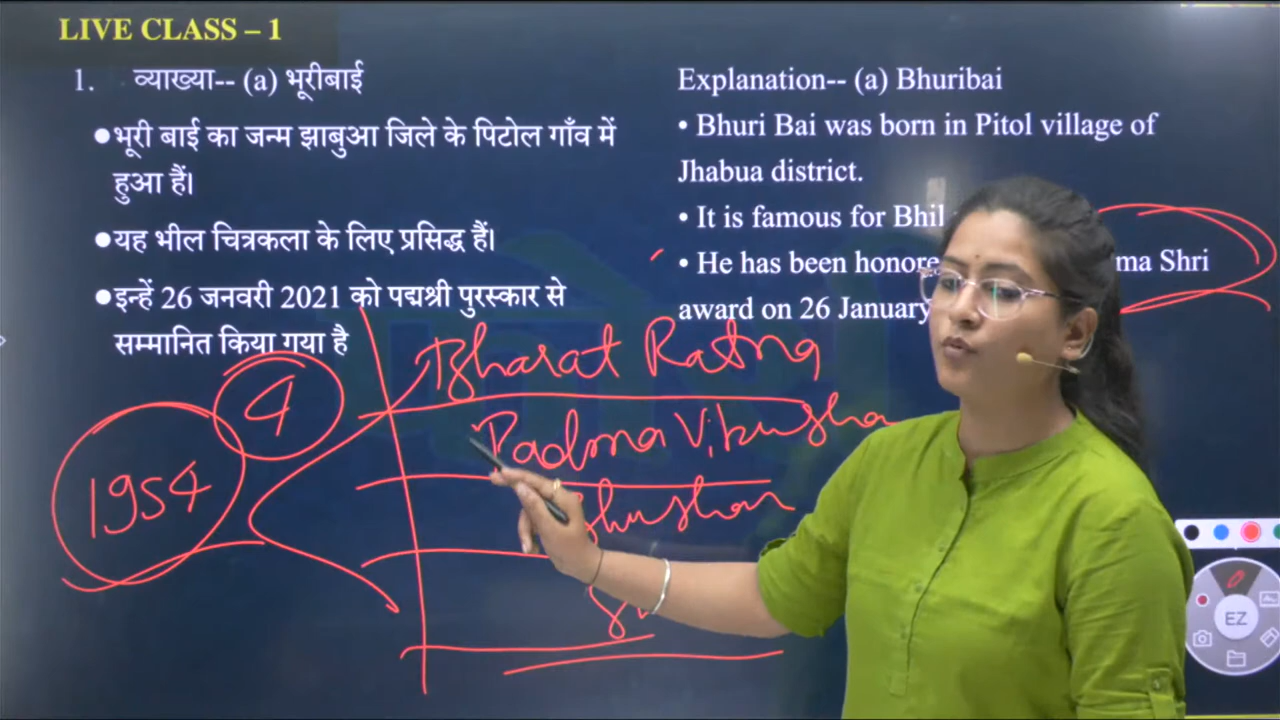 LIVE CLASS – 1
1. व्याख्या-- (a) भूरीबाई
●भूरी बाई का जन्म झाबुआ जिले के पिटोल गाँव में
हुआ हैं।
●यह भील चित्रकला के लिए प्रसिद्ध हैं।
●इन्हें 26 जनवरी 2021 को पद्मश्री पुरस्कार से
सम्मानित किया गया है
Explanation-- (a) Bhuribai
• Bhuri Bai was born in Pitol village of
Jhabua district.
• It is famous for Bhil
• He has been honore ma Shri
award on 26 January
Bharat Ratna
4
Padma Vibhusha
1954
Bhushan
EZ